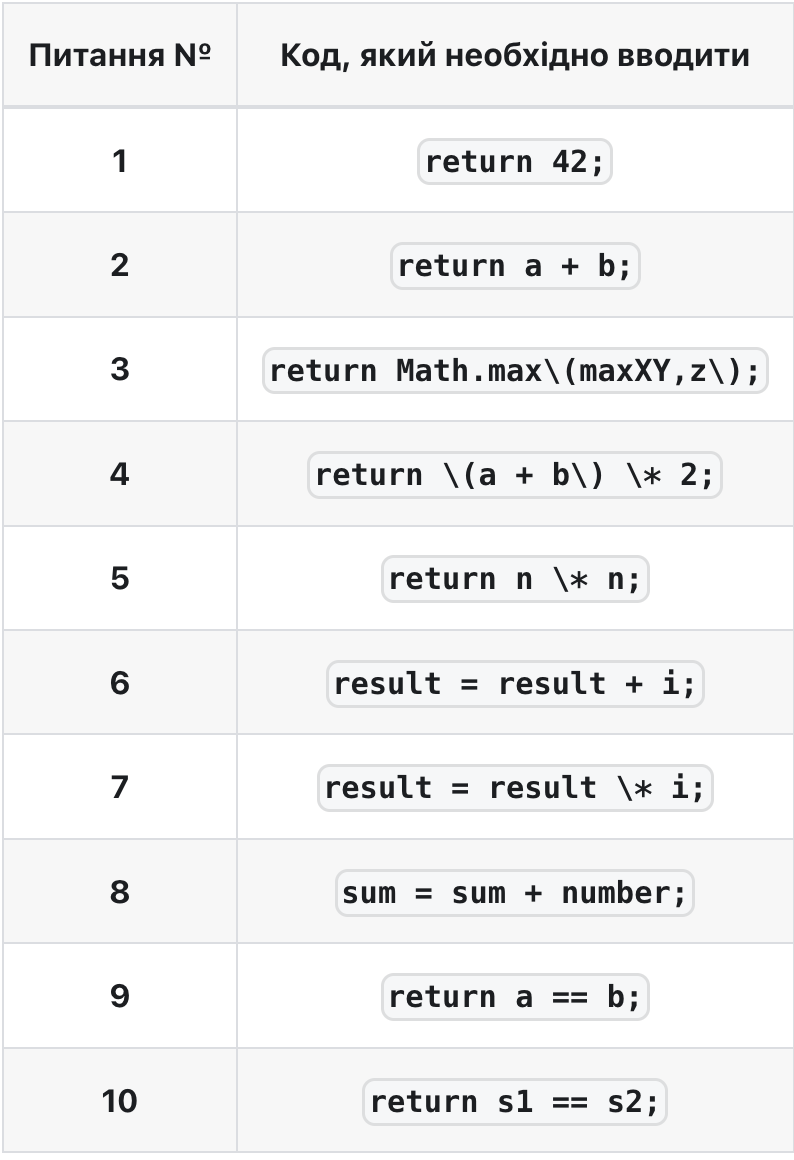 Питання № Код, який необхідно вводити
1 return 42;
2 return a + b;
3 return Math.max\(maxXY,z\);
4 return \(a + b\) \* 2;
5 return n \* n;
6 result = result + i;
7 result = result \* i;
8 sum = sum + number;
9 return a == b;
10 return s1 == s2;